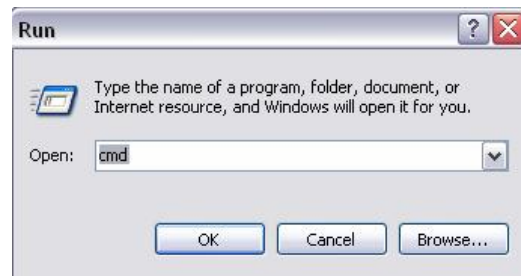 Run
Type the name of a program, folder, document, or
Internet resource, and Windows will open it for you.
Open: cmd
OK Cancel Browse...